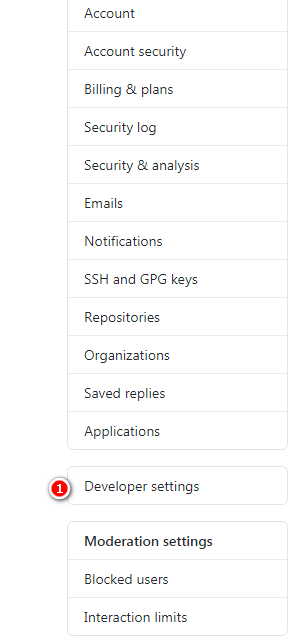 Account
Account security
Billing & plans
Security log
Security & analysis
Emails
Notifications
SSH and GPG keys
Repositories
Organizations
Saved replies
Applications
1 Developer settings
Moderation settings
Blocked users
Interaction limits